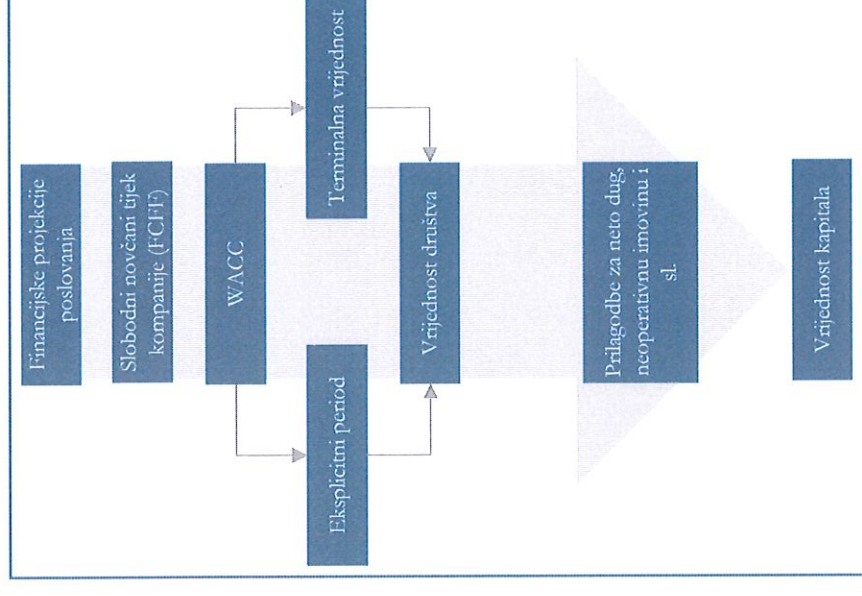 Financijske projekcije
poslovanja
Slobodni novčani tijek
kompanije (FCFF)
WACC
Eksplicitni period
Terminalna vrijednost
Vrijednost društva
Prilagodbe za neto dug,
neoperativnu imovinu i
sl.
Vrijednost kapitala